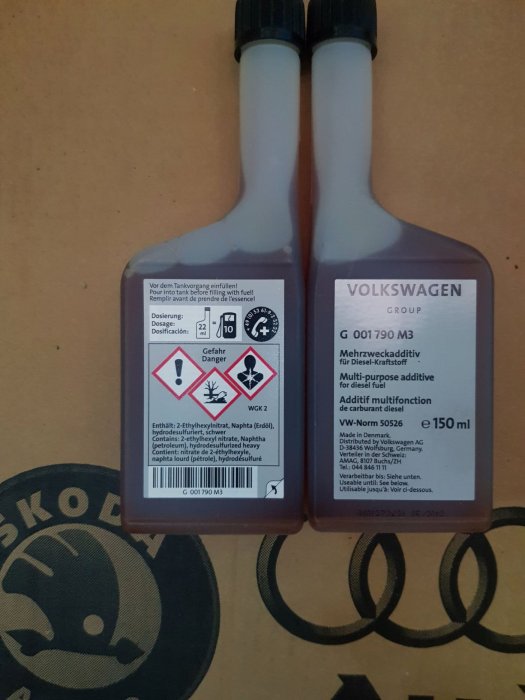 Vor dem Tankvorgang einfüllen!
Pour into tank before filling with fuel!
Remplir avant de prendre de l'essence!
Dosierung:
Dosage:
Dosificación:
22
ml
=
10
Gefahr
Danger
WGK 2
Enthält: 2-Ethylhexylnitrat, Naphta (Erdöl),
hydrodesulfuriert, schwer
Contains: 2-ethylhexyl nitrate, Naphtha
(petroleum), hydrodesulfurized heavy
Contient: nitrate de 2-éthylhexyle,
naphta lourd (pétrole), hydrodésulfuré
G 001790 M3
VOLKSWAGEN
GROUP
G 001 790 M3
Mehrzweckadditiv
für Diesel-Kraftstoff
Multi-purpose additive
for diesel fuel
Additif multifonction
de carburant diesel
VW-Norm 50526 e 150 ml
Made in Denmark.
Distributed by Volkswagen AG
D-38436 Wolfsburg, Germany.
Verteiler in der Schweiz:
AMAG, 8107 Buchs/ZH
Tel.: 044 846 11 11
Verarbeitbar bis: Siehe unten.
Useable until: See below.
Utilisable jusqu'à: Voir ci-dessous.
SKODA